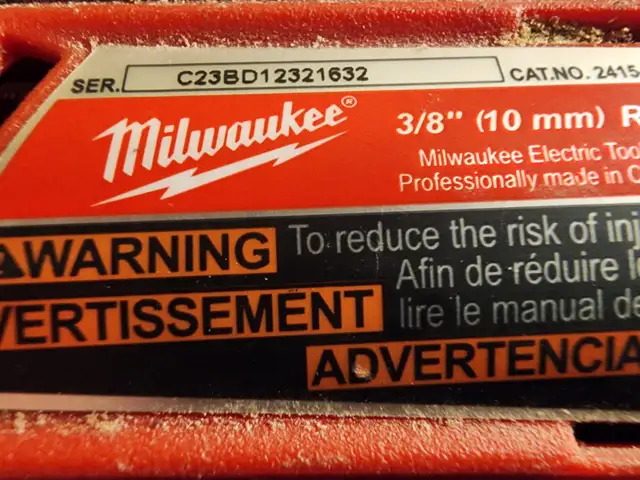 SER. C23BD12321632 CAT.NO. 2415-
Milwaukee®
3/8" (10 mm) R
Milwaukee Electric Tool
Professionally made in C
WARNING To reduce the risk of inj
Afin de réduire l
VERTISSEMENT lire le manual de
ADVERTENCIA